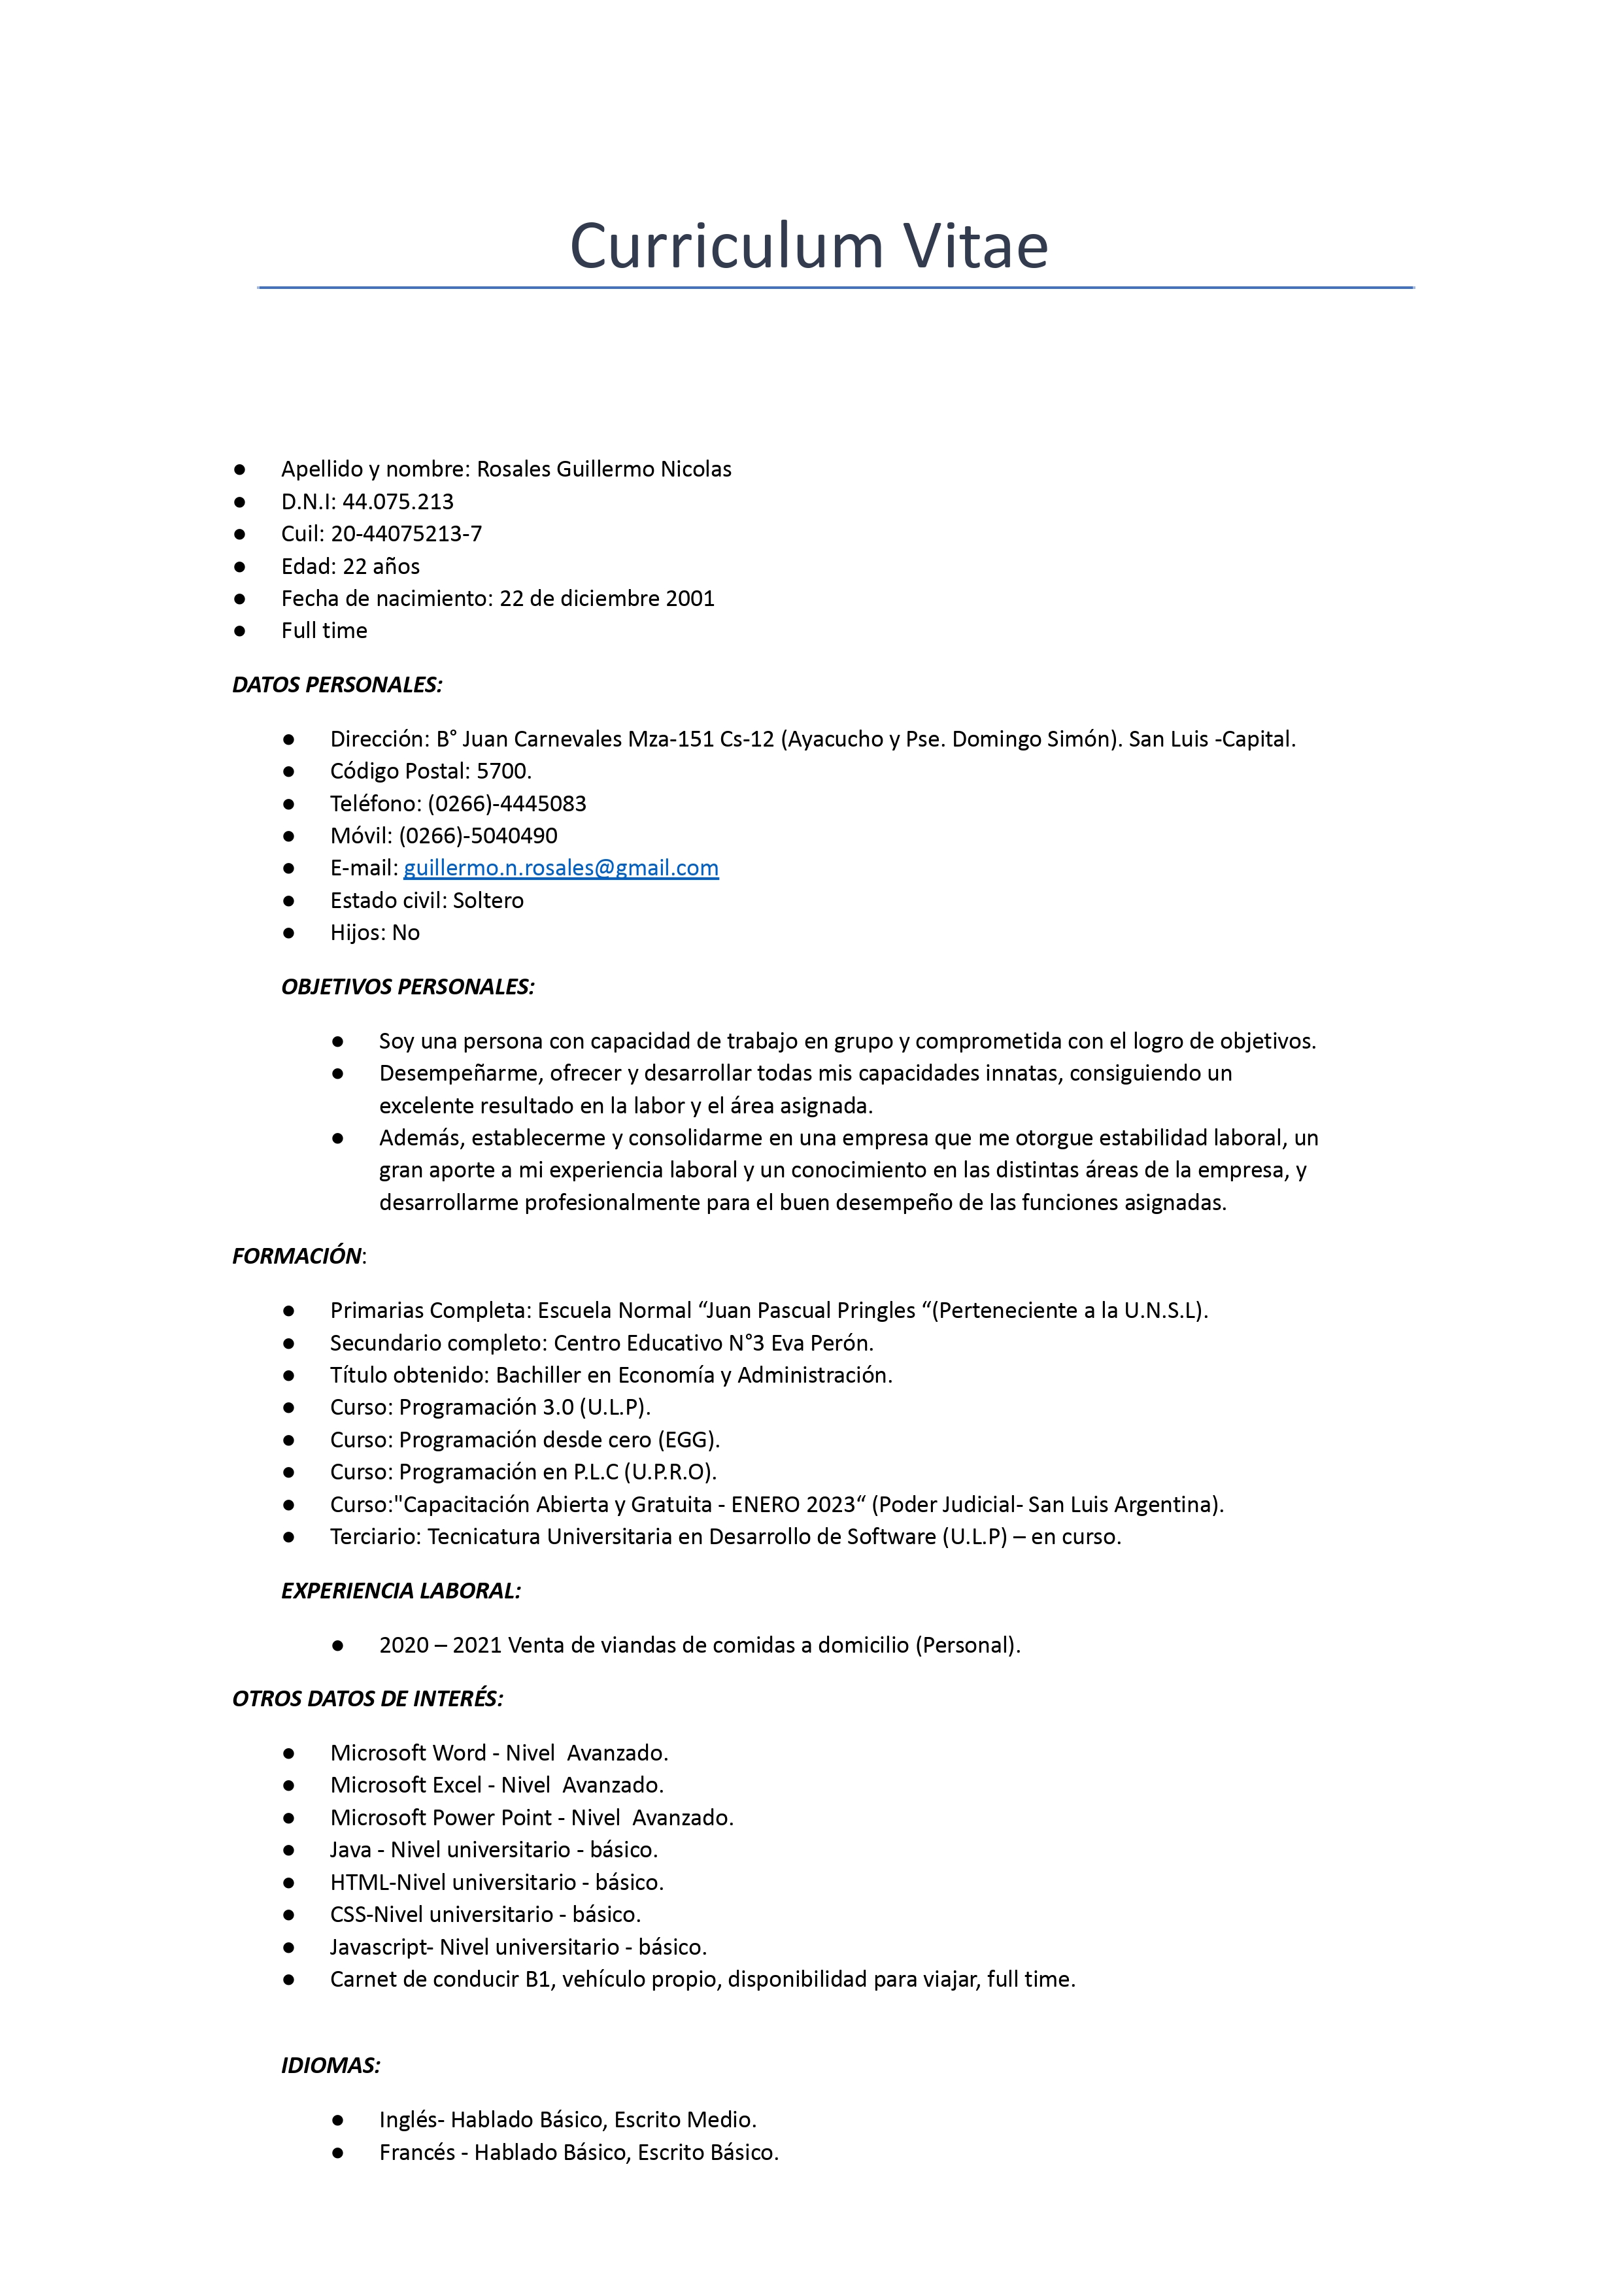 Curriculum Vitae
● Apellido y nombre: Rosales Guillermo Nicolas
● D.N.I: 44.075.213
● Cuil: 20-44075213-7
● Edad: 22 años
● Fecha de nacimiento: 22 de diciembre 2001
● Full time
DATOS PERSONALES:
● Dirección: B° Juan Carnevales Mza-151 Cs-12 (Ayacucho y Pse. Domingo Simón). San Luis -Capital.
● Código Postal: 5700.
● Teléfono: (0266)-4445083
● Móvil: (0266)-5040490
● E-mail: guillermo.n.rosales@gmail.com
● Estado civil: Soltero
● Hijos: No
OBJETIVOS PERSONALES:
● Soy una persona con capacidad de trabajo en grupo y comprometida con el logro de objetivos.
● Desempeñarme, ofrecer y desarrollar todas mis capacidades innatas, consiguiendo un
excelente resultado en la labor y el área asignada.
● Además, establecerme y consolidarme en una empresa que me otorgue estabilidad laboral, un
gran aporte a mi experiencia laboral y un conocimiento en las distintas áreas de la empresa, y
desarrollarme profesionalmente para el buen desempeño de las funciones asignadas.
FORMACIÓN:
● Primarias Completa: Escuela Normal “Juan Pascual Pringles “(Perteneciente a la U.N.S.L).
● Secundario completo: Centro Educativo N°3 Eva Perón.
● Título obtenido: Bachiller en Economía y Administración.
● Curso: Programación 3.0 (U.L.P).
● Curso: Programación desde cero (EGG).
● Curso: Programación en P.L.C (U.P.R.O).
● Curso:"Capacitación Abierta y Gratuita - ENERO 2023“ (Poder Judicial- San Luis Argentina).
● Terciario: Tecnicatura Universitaria en Desarrollo de Software (U.L.P) – en curso.
EXPERIENCIA LABORAL:
● 2020 – 2021 Venta de viandas de comidas a domicilio (Personal).
OTROS DATOS DE INTERÉS:
● Microsoft Word - Nivel  Avanzado.
● Microsoft Excel - Nivel  Avanzado.
● Microsoft Power Point - Nivel  Avanzado.
● Java - Nivel universitario - básico.
● HTML-Nivel universitario - básico.
● CSS-Nivel universitario - básico.
● Javascript- Nivel universitario - básico.
● Carnet de conducir B1, vehículo propio, disponibilidad para viajar, full time.
IDIOMAS:
● Inglés- Hablado Básico, Escrito Medio.
● Francés - Hablado Básico, Escrito Básico.